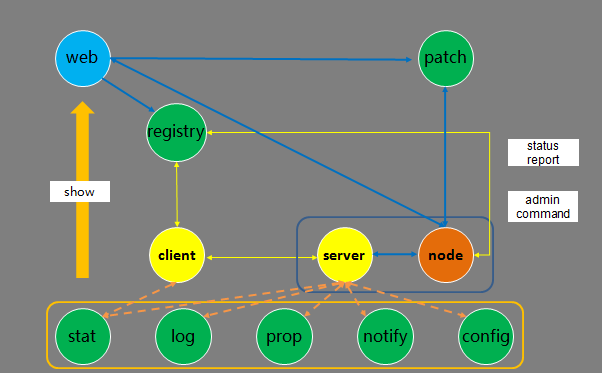 web
patch
registry
status
report
show
admin
command
client
server
node
stat
log
prop
notify
config